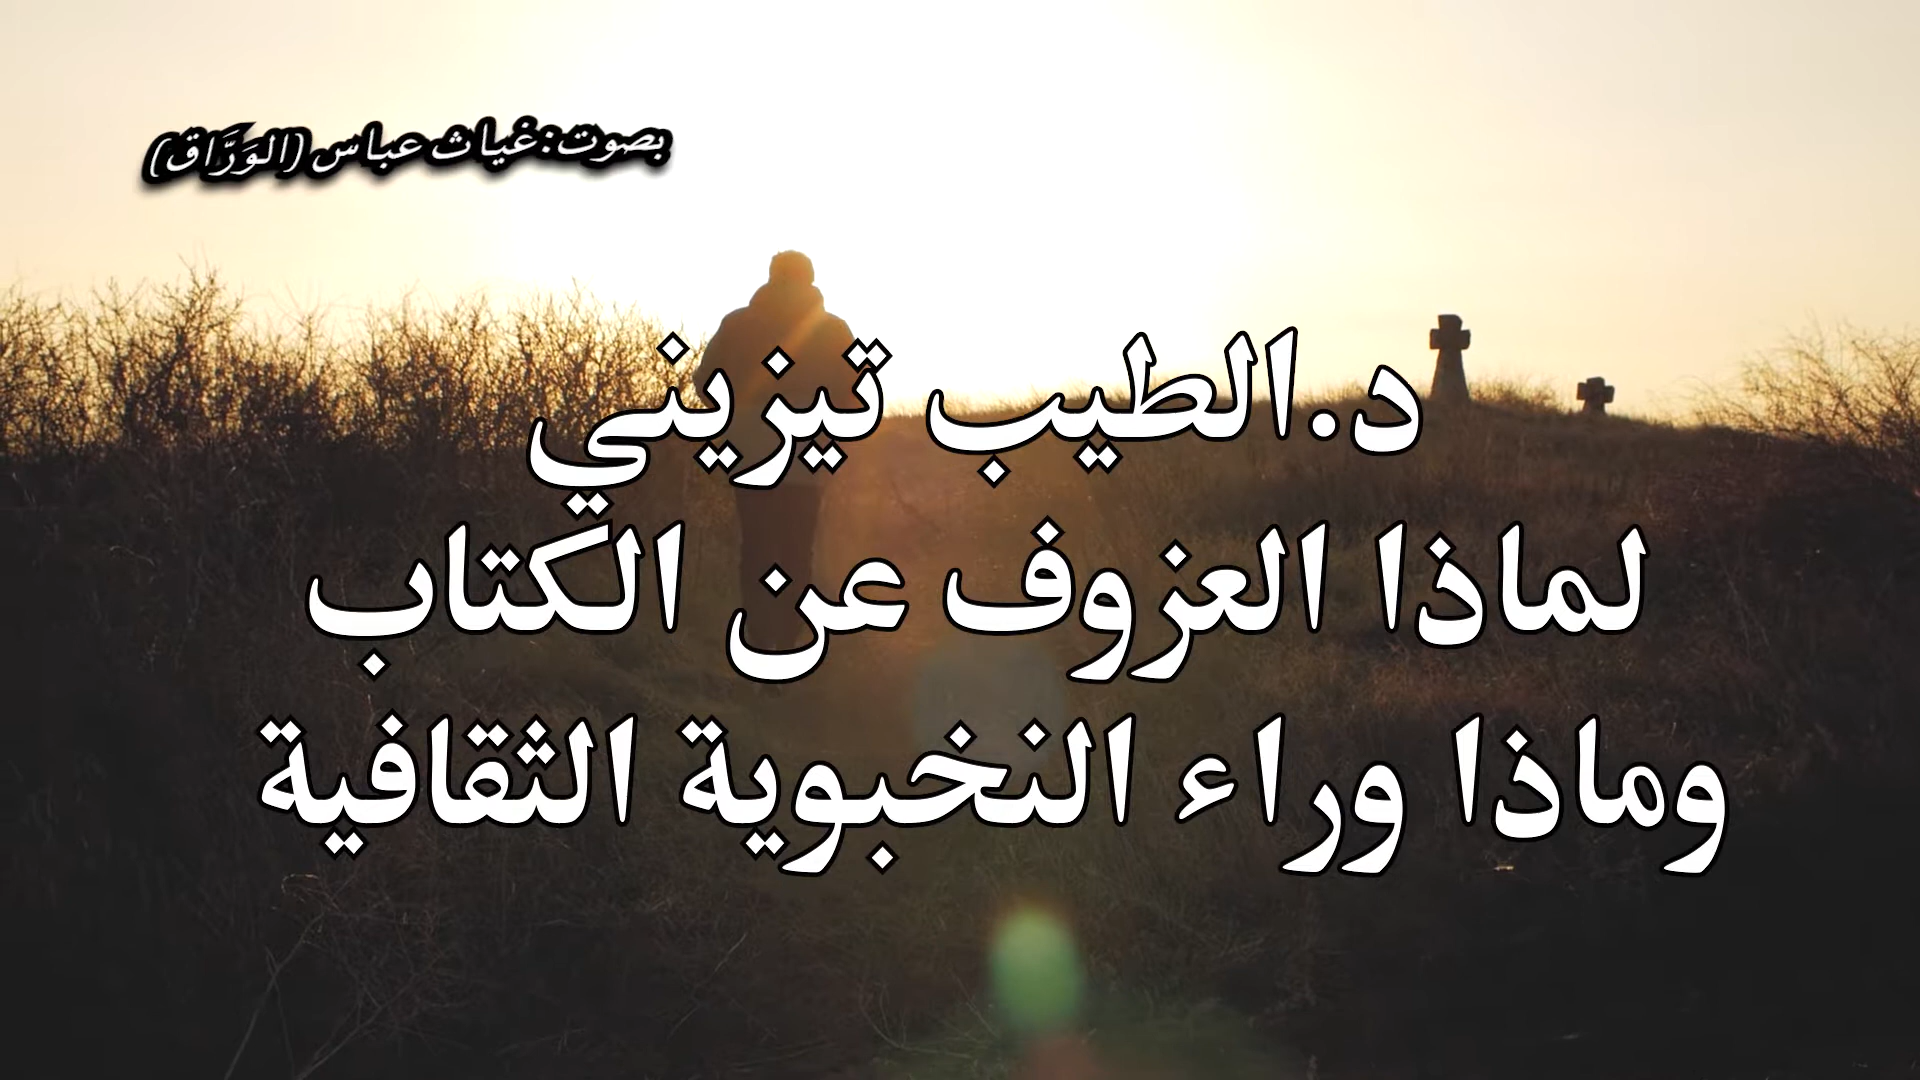 بصوت:غياث عباس (الورَّاق)
د.الطيب تيزيني
لماذا العزوف عن الكتاب
وماذا وراء النخبوية الثقافية